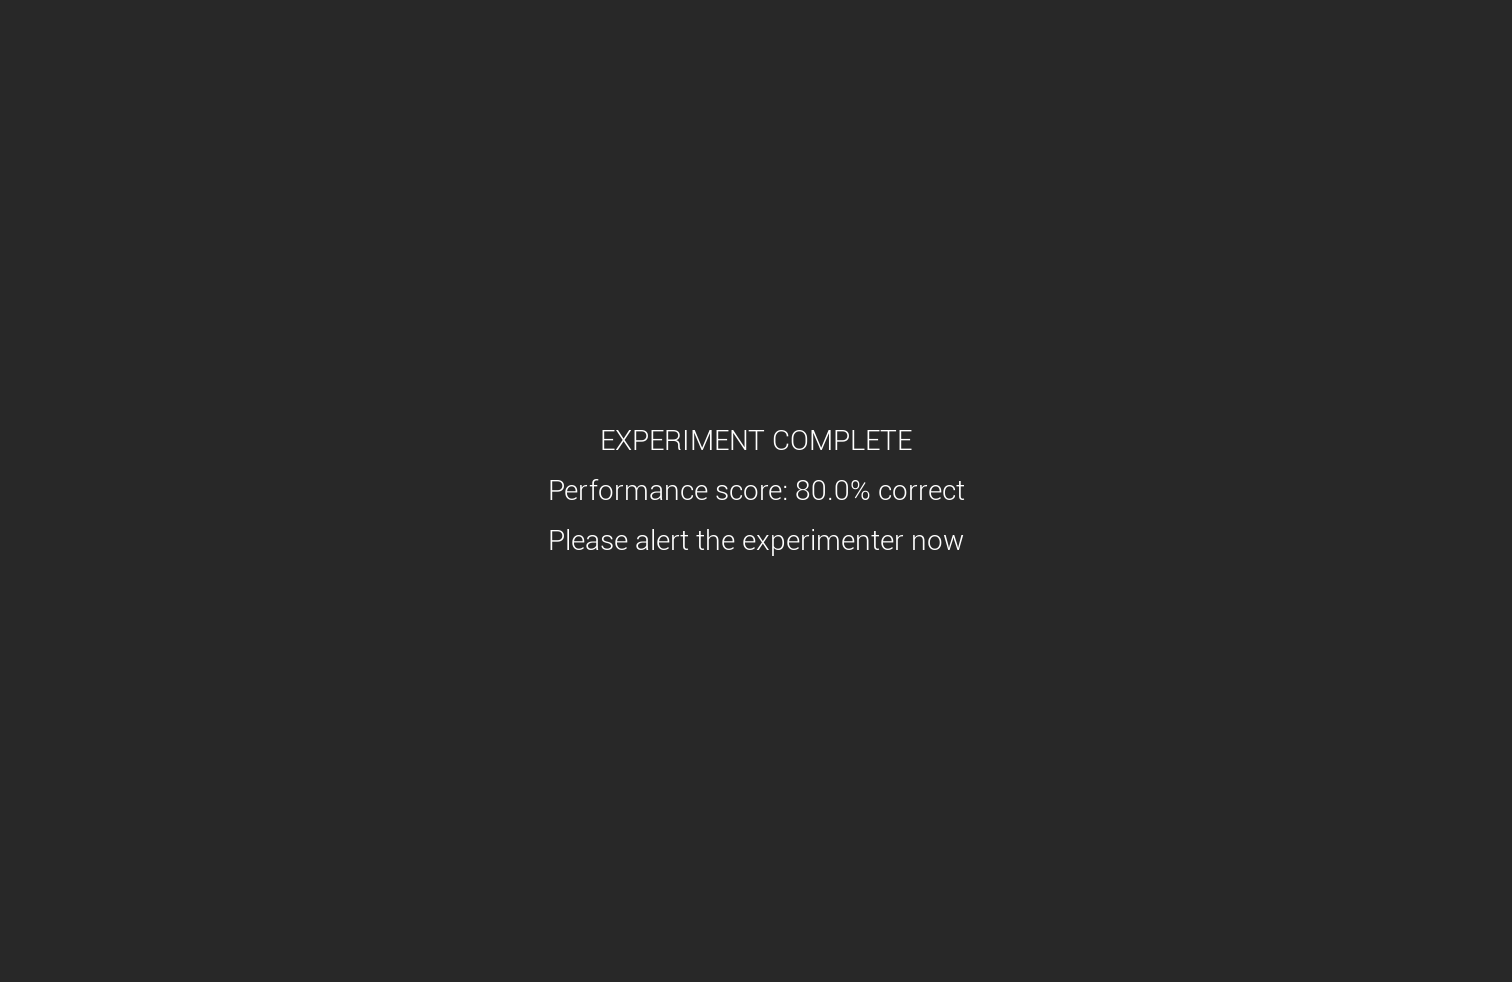 EXPERIMENT COMPLETE
Performance score: 80.0% correct
Please alert the experimenter now